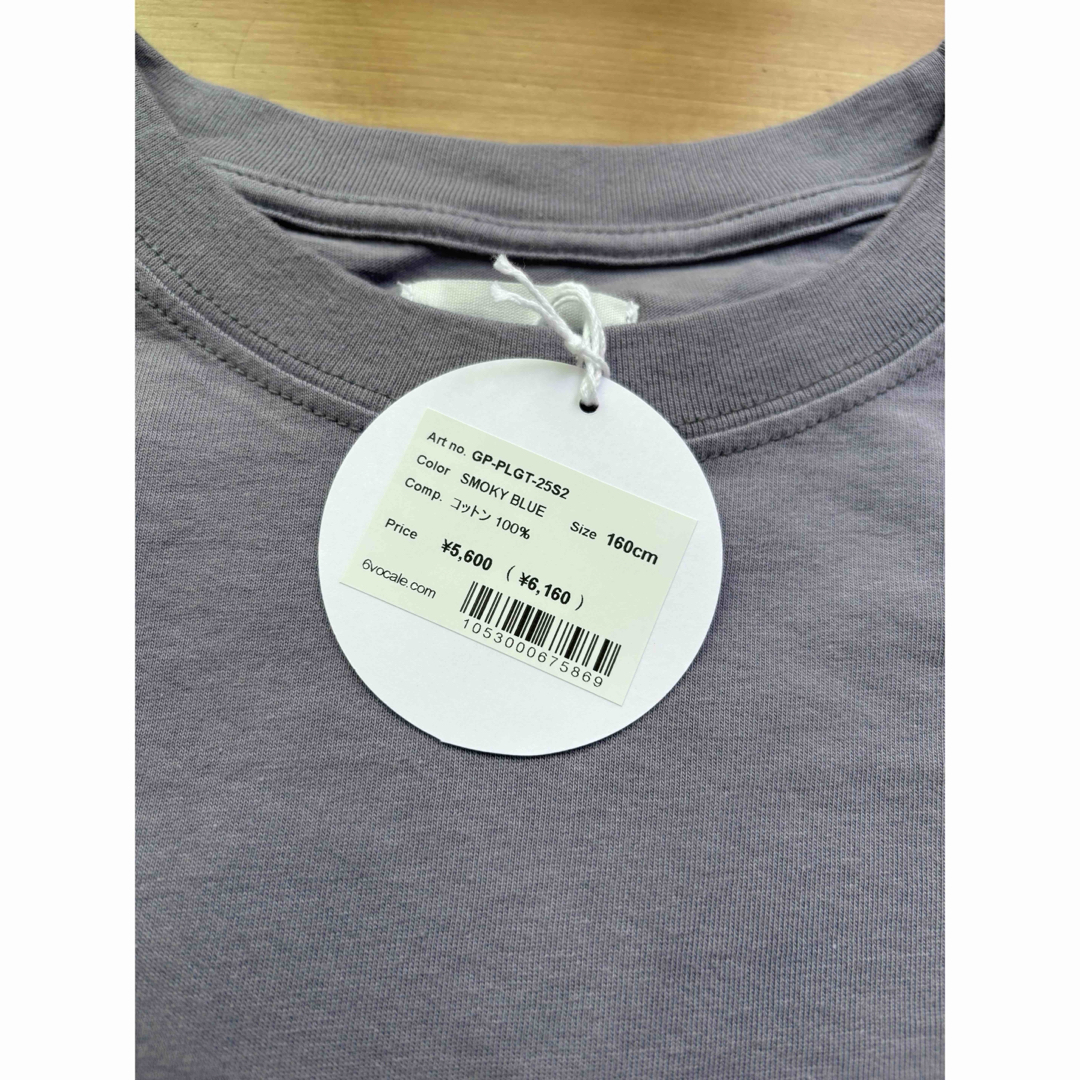 Art no. GP-PLGT-25S2
Color SMOKY BLUE
Comp. コットン 100% Size 160cm
Price ¥5,600 ( ¥6,160 )
6vocale.com
1053000675869